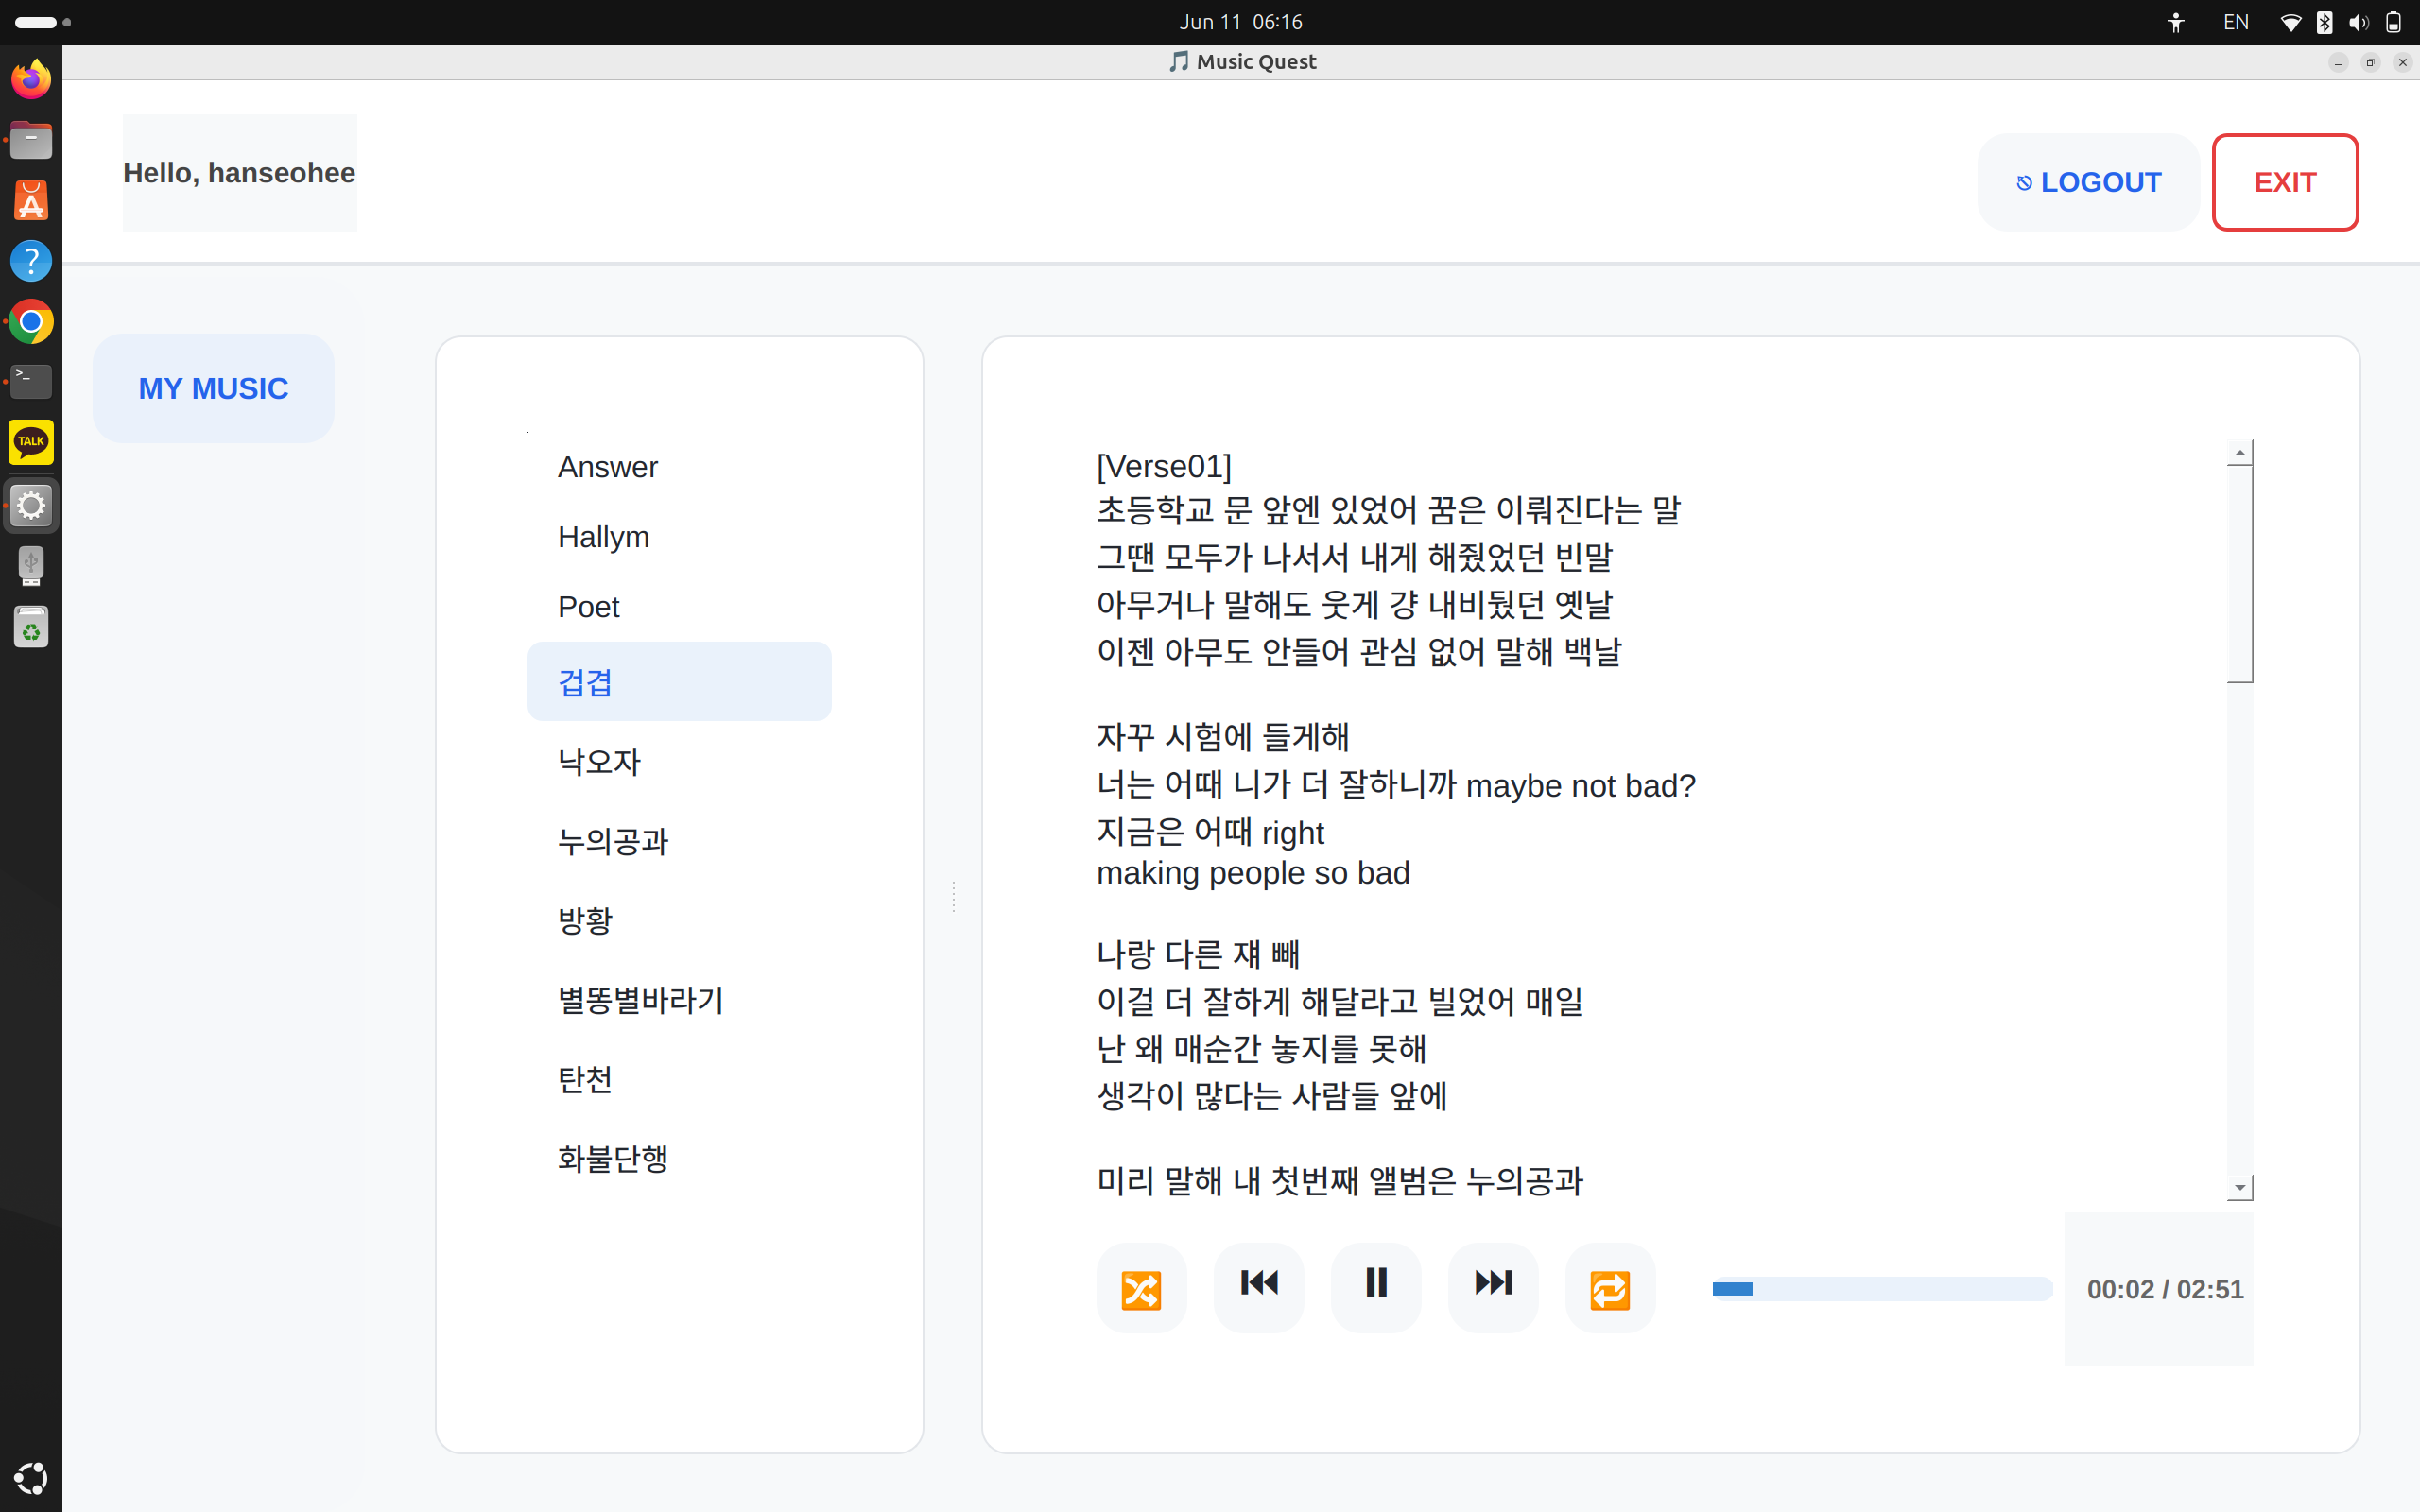 Jun 11 06:16
EN
Music Quest
Hello, hanseohee
LOGOUT
EXIT
MY MUSIC
TALK
Answer
Hallym
Poet
겁겹
낙오자
누의공과
방황
별똥별바라기
탄천
화불단행
[Verse01]
초등학교 문 앞엔 있었어 꿈은 이뤄진다는 말
그땐 모두가 나서서 내게 해줬었던 빈말
아무거나 말해도 웃게 걍 내비뒀던 옛날
이젠 아무도 안들어 관심 없어 말해 백날
자꾸 시험에 들게해
너는 어때 니가 더 잘하니까 maybe not bad?
지금은 어때 right
making people so bad
나랑 다른 쟤 빼
이걸 더 잘하게 해달라고 빌었어 매일
난 왜 매순간 놓지를 못해
생각이 많다는 사람들 앞에
미리 말해 내 첫번째 앨범은 누의공과
00:02 / 02:51